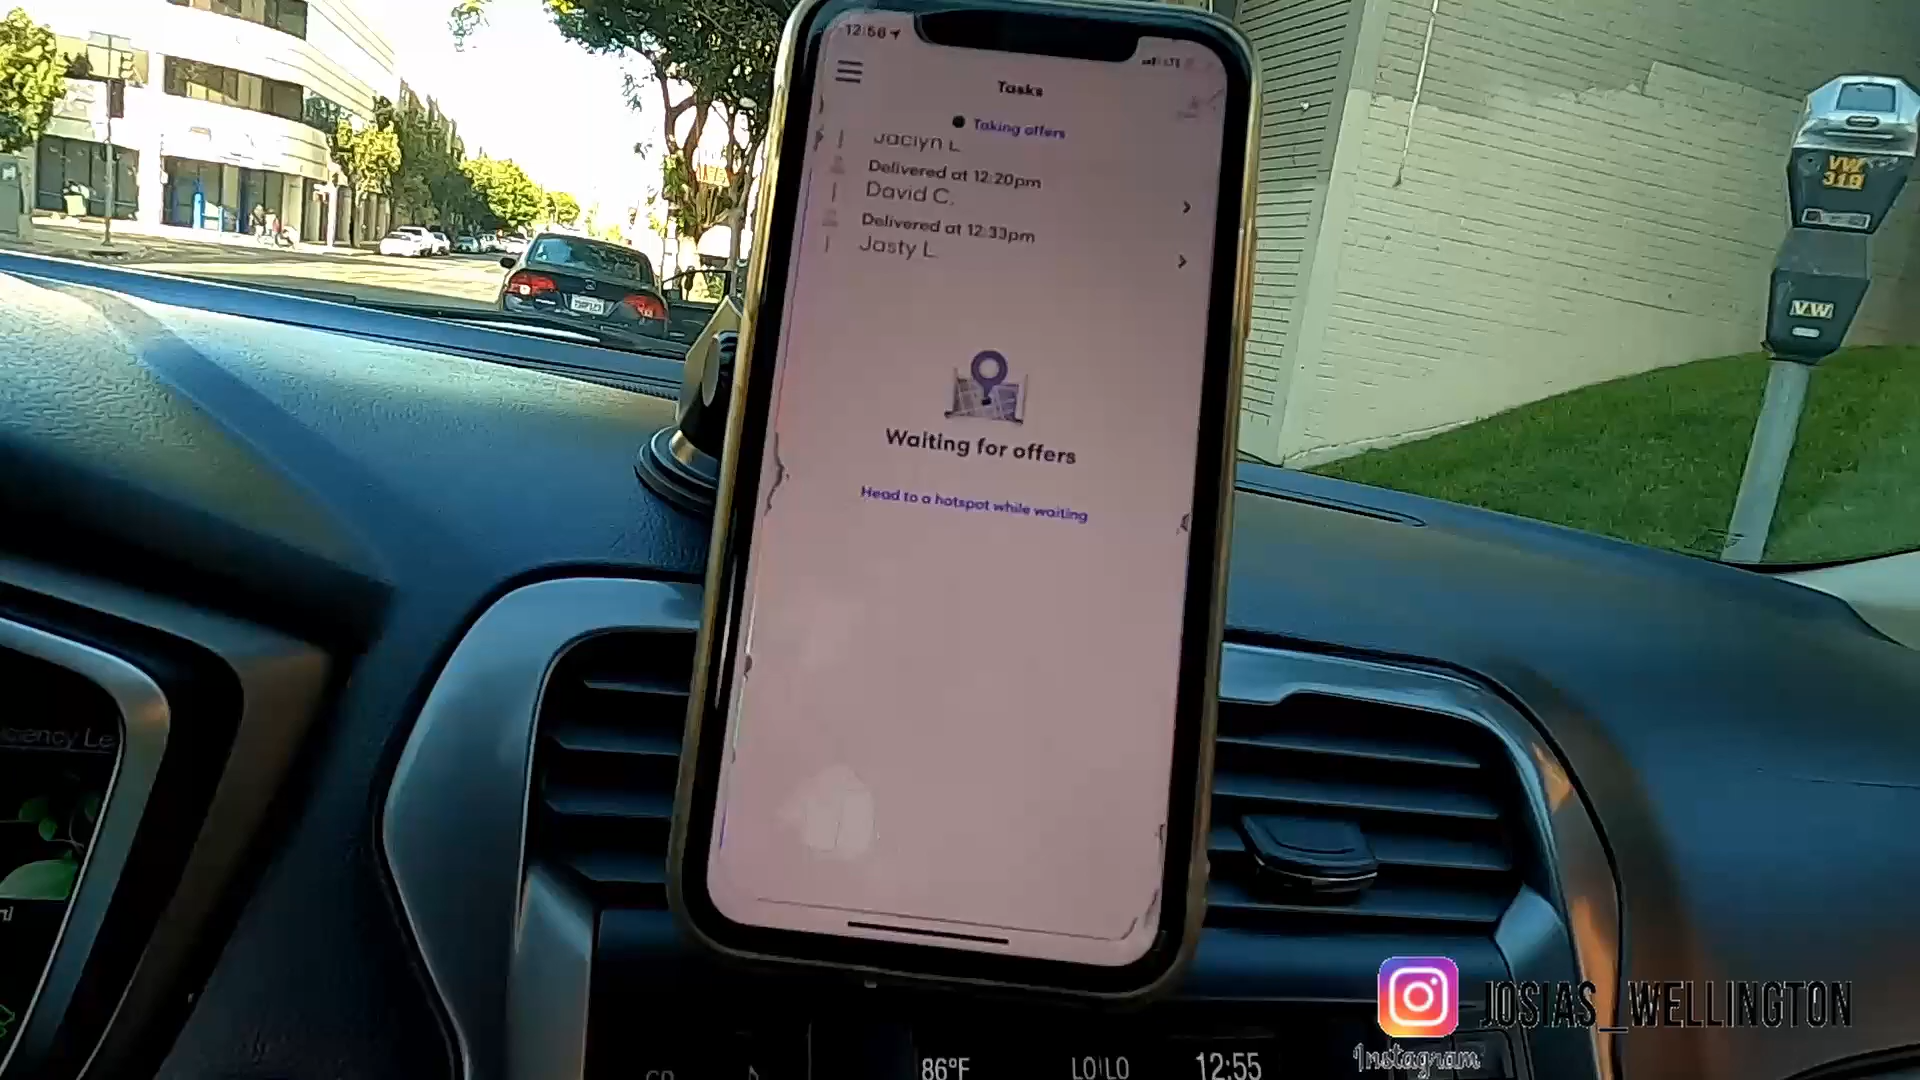 12:56
LTE
Tasks
Taking offers
Jaclyn L.
Delivered at 12:20pm
David C.
Delivered at 12:33pm
Jasty L.
Waiting for offers
Head to a hotspot while waiting
VW
318
VW
86°F
LO
LO
12:55
JOSIAS_WELLINGTON
Instagram